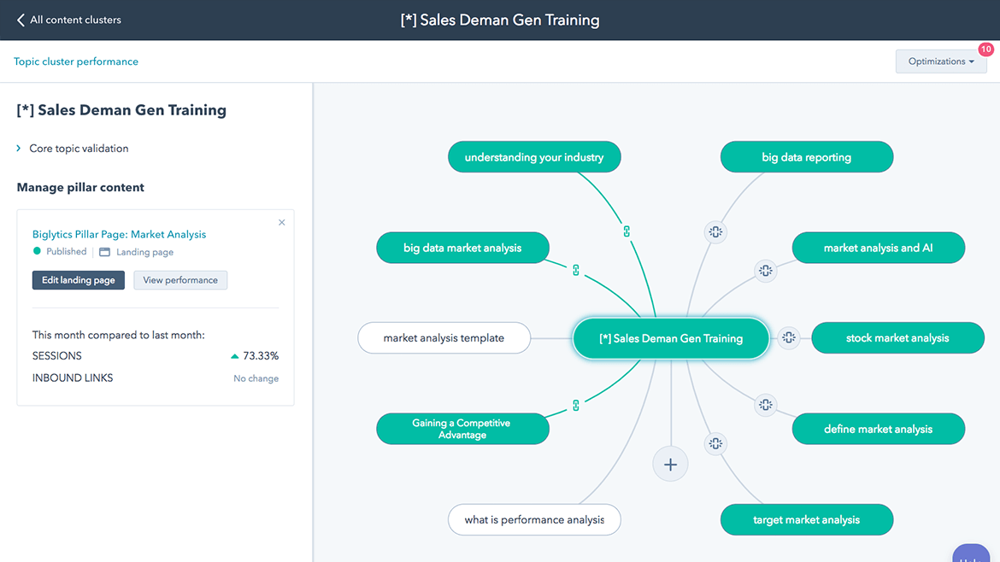 All content clusters
[*] Sales Deman Gen Training
Topic cluster performance
10
Optimizations
[*] Sales Deman Gen Training
Core topic validation
Manage pillar content
Biglytics Pillar Page: Market Analysis
Published
Landing page
Edit landing page
View performance
This month compared to last month:
SESSIONS
73.33%
INBOUND LINKS
No change
understanding your industry
big data reporting
big data market analysis
market analysis and AI
market analysis template
[*] Sales Deman Gen Training
stock market analysis
Gaining a Competitive
Advantage
define market analysis
what is performance analysis
target market analysis